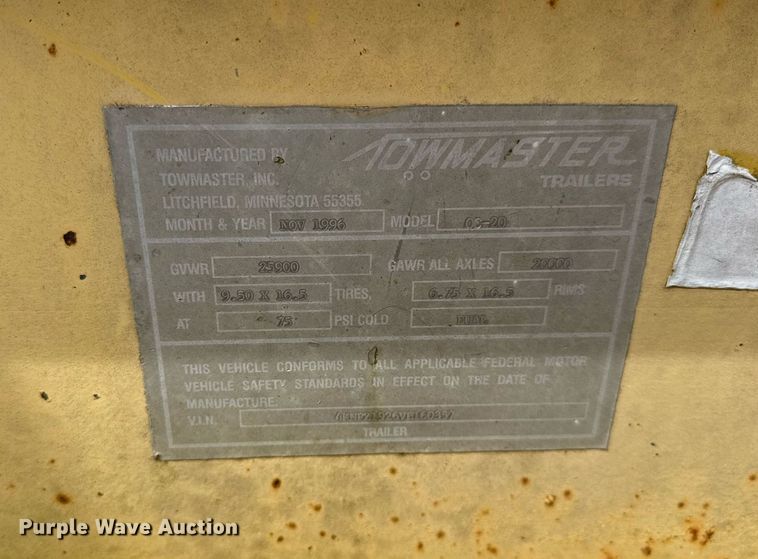 MANUFACTURED BY
TOWMASTER, INC.
LITCHFIELD, MINNESOTA 55355
TOWMASTER
TRAILERS
MONTH & YEAR NOV 1996 MODEL
GVWR 25900 GAWR ALL AXLES
WITH 9.50 X 16.5 TIRES, 6.75 X 16.5 RIMS
AT 75 PSI COLD DUAL
THIS VEHICLE CONFORMS TO ALL APPLICABLE FEDERAL MOTOR
VEHICLE SAFETY STANDARDS IN EFFECT ON THE DATE OF
MANUFACTURE.
V.I.N.
TRAILER
Purple Wave Auction